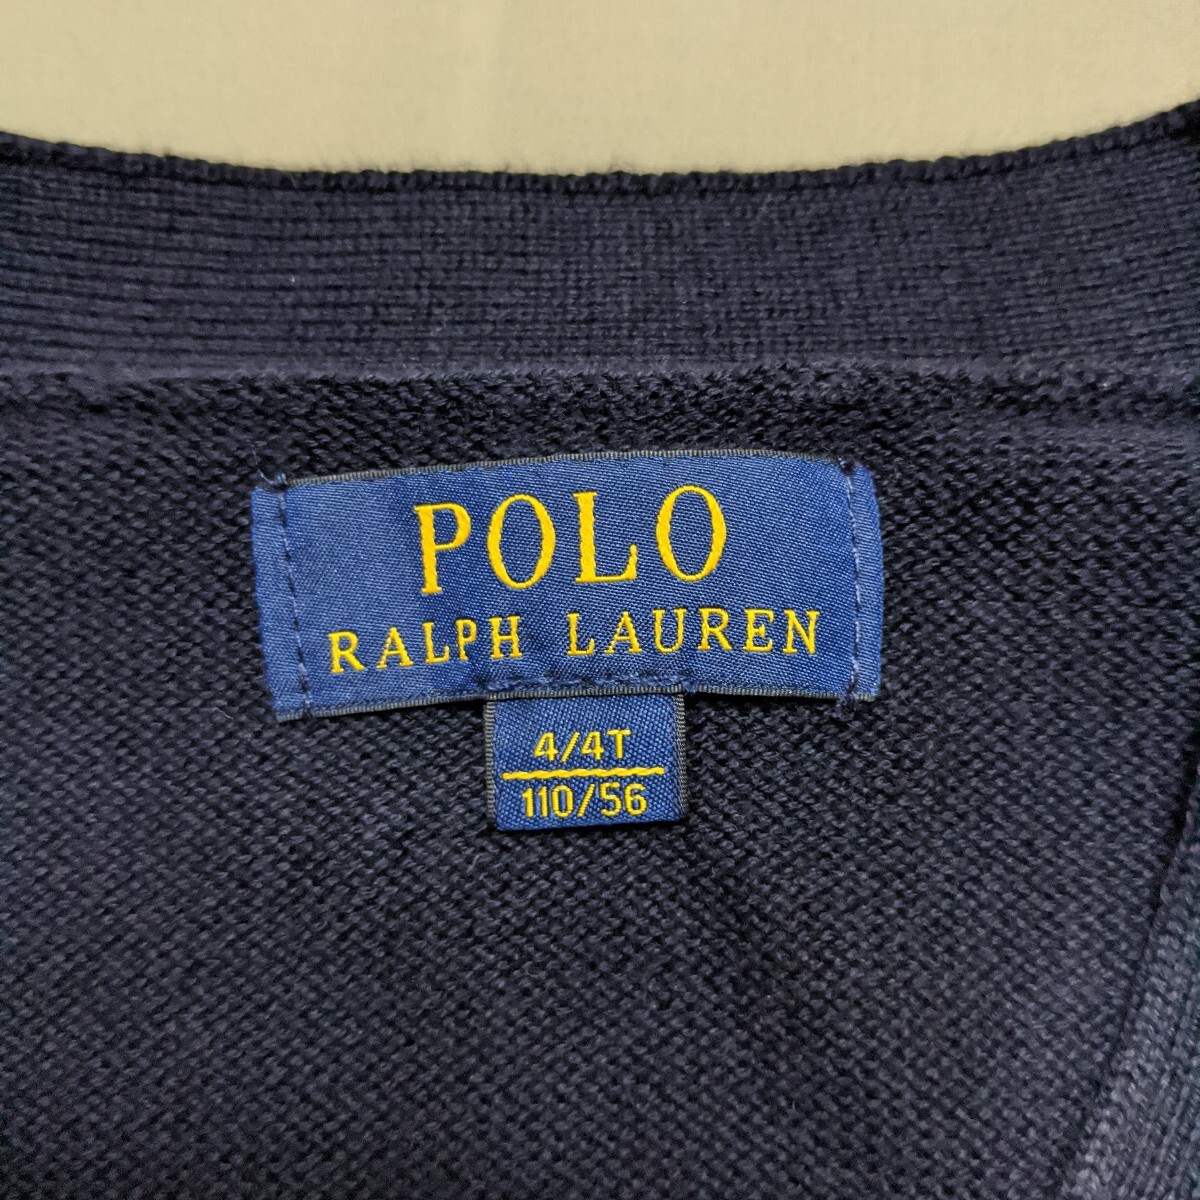 POLO
RALPH LAUREN
4/4T
110/56